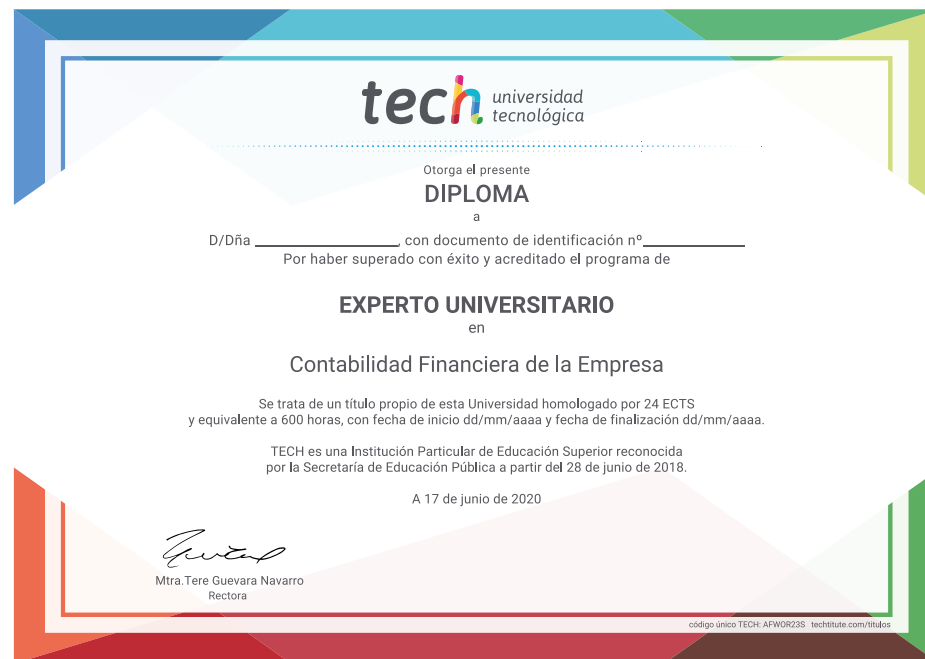 tech universidad
tecnológica
Otorga el presente
DIPLOMA
a
D/Dña ____________________, con documento de identificación nº______________
Por haber superado con éxito y acreditado el programa de
EXPERTO UNIVERSITARIO
en
Contabilidad Financiera de la Empresa
Se trata de un título propio de esta Universidad homologado por 24 ECTS
y equivalente a 600 horas, con fecha de inicio dd/mm/aaaa y fecha de finalización dd/mm/aaaa.
TECH es una Institución Particular de Educación Superior reconocida
por la Secretaría de Educación Pública a partir del 28 de junio de 2018.
A 17 de junio de 2020
Mtra.Tere Guevara Navarro
Rectora
código único TECH: AFWOR23S techtitute.com/titulos